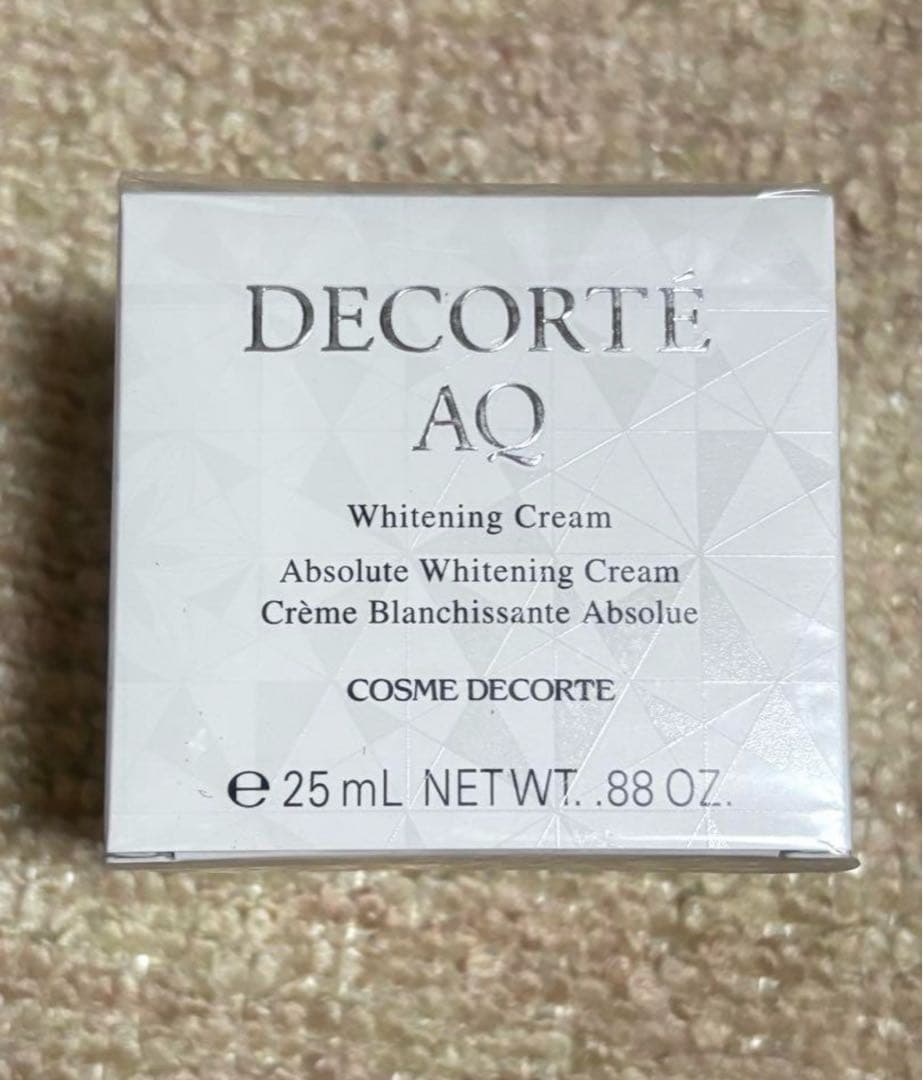 DECORTÉ
AQ
Whitening Cream
Absolute Whitening Cream
Crème Blanchissante Absolue
COSME DECORTE
℮ 25 mL NET WT. .88 OZ.